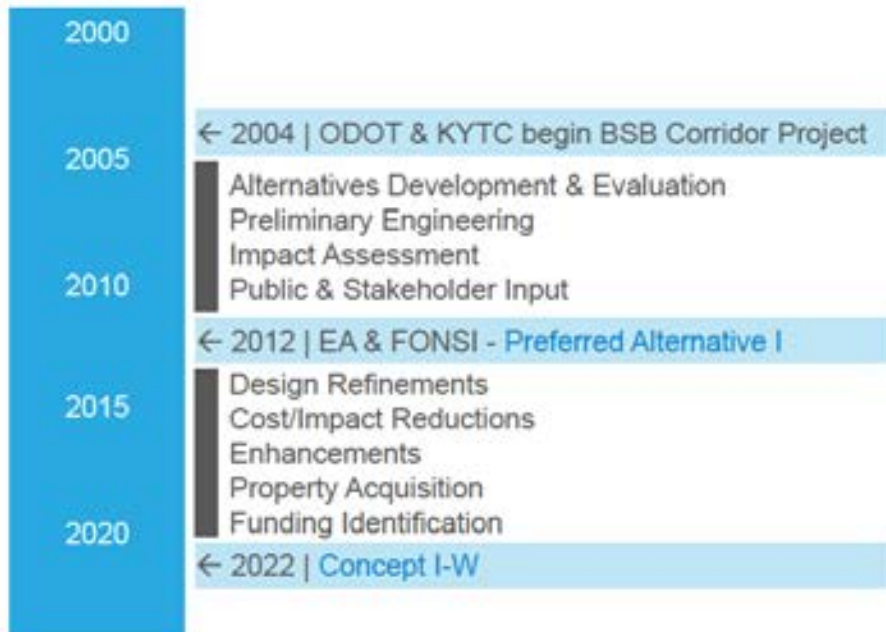 2000
← 2004 | ODOT & KYTC begin BSB Corridor Project
2005
Alternatives Development & Evaluation
Preliminary Engineering
Impact Assessment
2010
Public & Stakeholder Input
← 2012 | EA & FONSI - Preferred Alternative I
Design Refinements
2015
Cost/Impact Reductions
Enhancements
Property Acquisition
Funding Identification
2020
← 2022 | Concept I-W